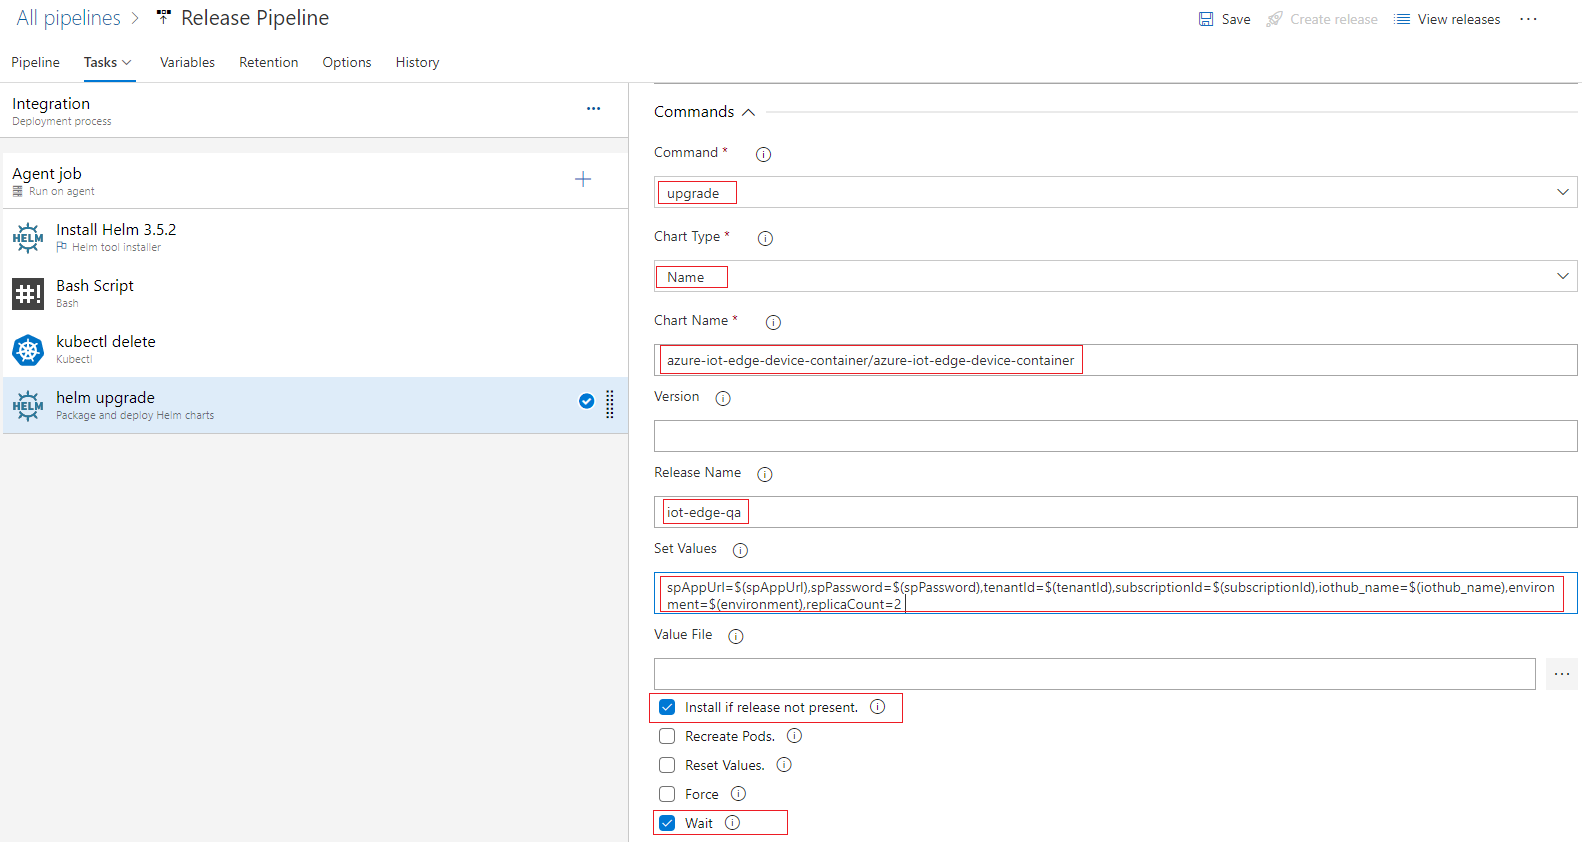 All pipelines > Release Pipeline
Save Create release View releases ...
Pipeline Tasks Variables Retention Options History
Integration
Deployment process
Agent job
Run on agent
HELM Install Helm 3.5.2
Helm tool installer
#! Bash Script
Bash
kubectl delete
Kubectl
HELM helm upgrade
Package and deploy Helm charts
Commands
Command *
upgrade
Chart Type *
Name
Chart Name *
azure-iot-edge-device-container/azure-iot-edge-device-container
Version
Release Name
iot-edge-qa
Set Values
spAppUrl=$(spAppUrl),spPassword=$(spPassword),tenantId=$(tenantId),subscriptionId=$(subscriptionId),iothub_name=$(iothub_name),environ
ment=$(environment),replicaCount=2
Value File
...
Install if release not present.
Recreate Pods.
Reset Values.
Force
Wait